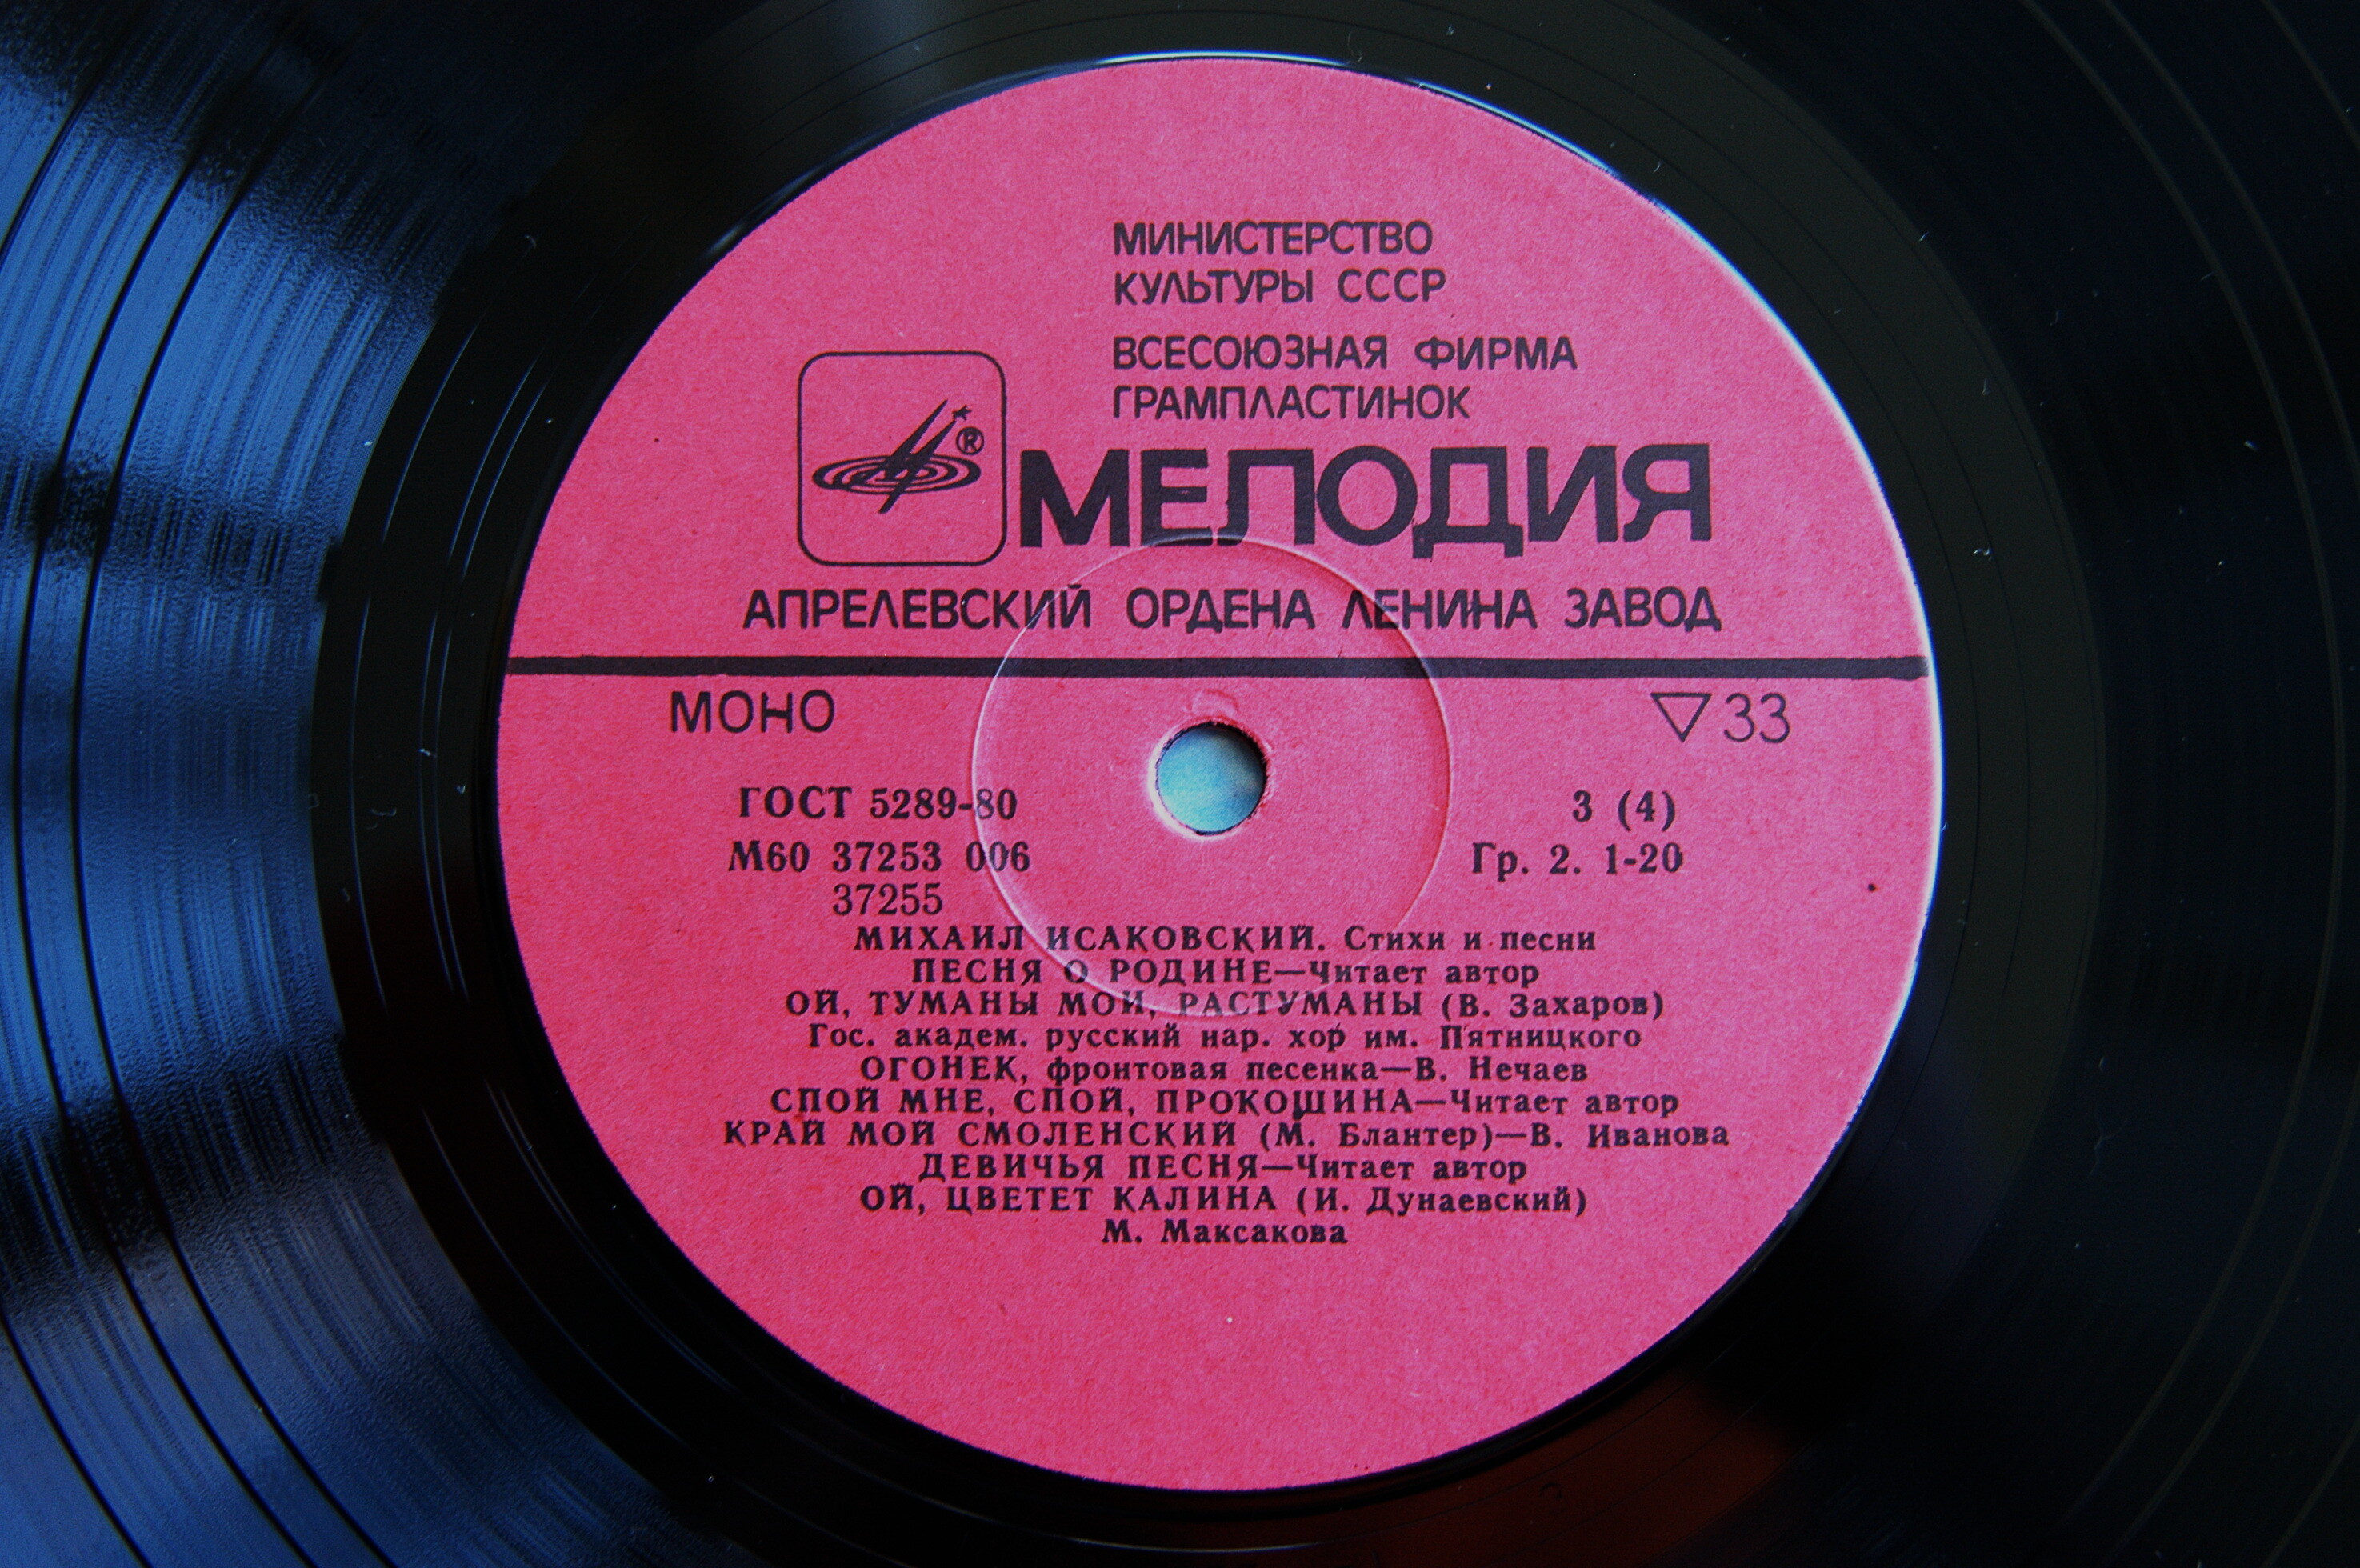 МИНИСТЕРСТВО
КУЛЬТУРЫ СССР
ВСЕСОЮЗНАЯ ФИРМА
ГРАМПЛАСТИНОК
®
МЕЛОДИЯ
АПРЕЛЕВСКИЙ ОРДЕНА ЛЕНИНА ЗАВОД
МОНО ▽33
ГОСТ 5289-80 3 (4)
М60 37253 006 Гр. 2. 1-20
37255
МИХАИЛ ИСАКОВСКИЙ. Стихи и песни
ПЕСНЯ О РОДИНЕ—Читает автор
ОЙ, ТУМАНЫ МОИ, РАСТУМАНЫ (В. Захаров)
Гос. академ. русский нар. хор им. Пятницкого
ОГОНЕК, фронтовая песенка—В. Нечаев
СПОЙ МНЕ, СПОЙ, ПРОКОШИНА—Читает автор
КРАЙ МОЙ СМОЛЕНСКИЙ (М. Блантер)—В. Иванова
ДЕВИЧЬЯ ПЕСНЯ—Читает автор
ОЙ, ЦВЕТЕТ КАЛИНА (И. Дунаевский)
М. Максакова